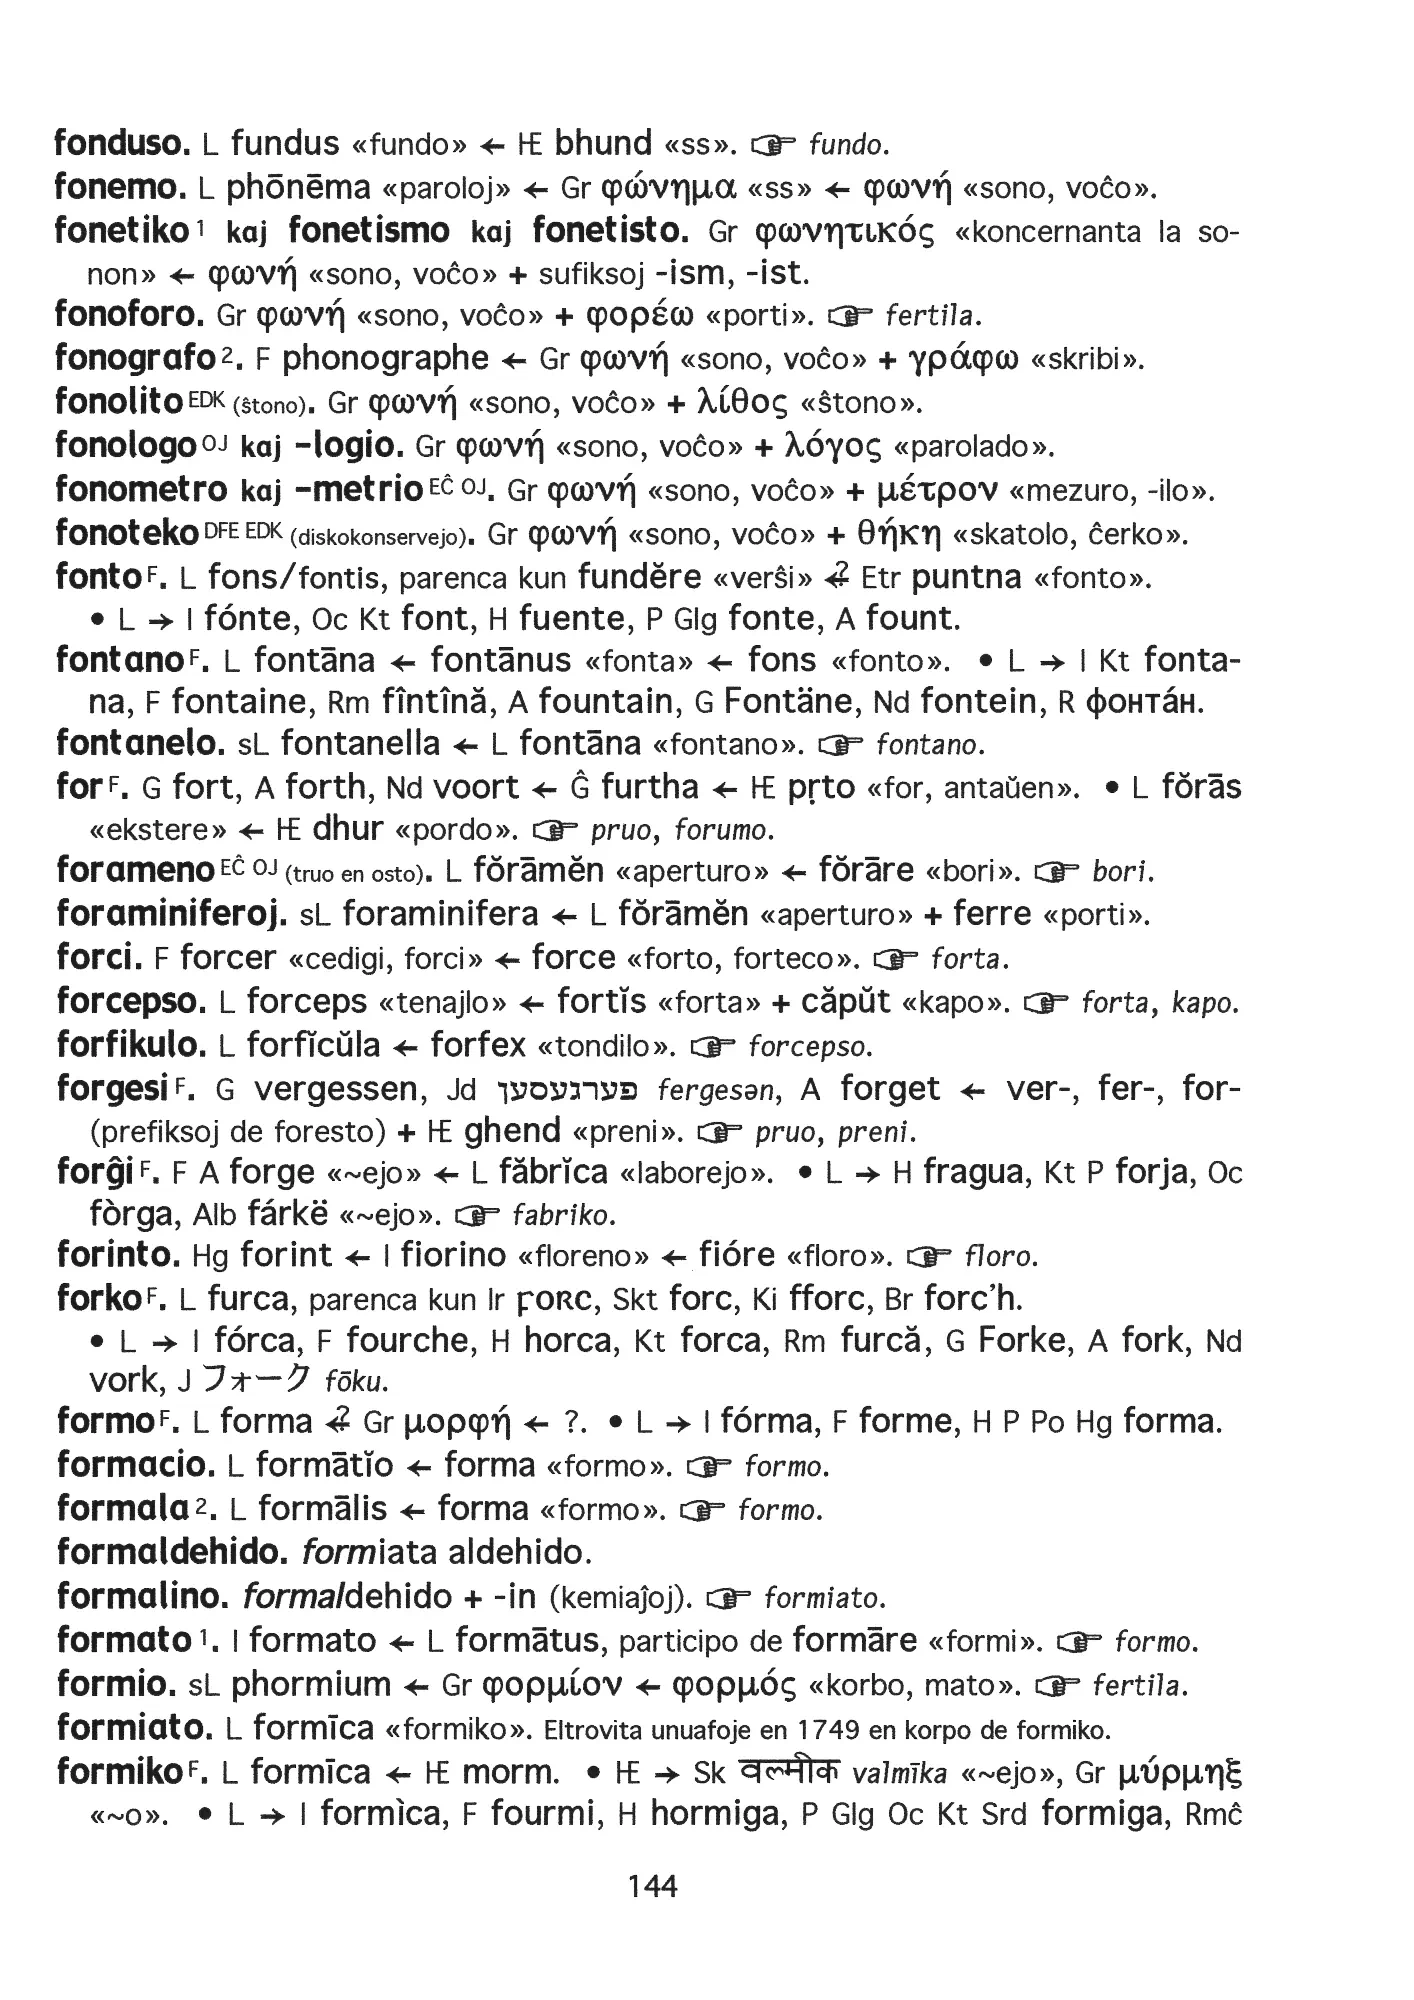 fonduso. L fundus «fundo» ← IE bhund «ss». ☞ fundo.
fonemo. L phōnēma «paroloj» ← Gr φώνημα «ss» ← φωνή «sono, voĉo».
fonetiko¹ kaj fonetismo kaj fonetisto. Gr φωνητικός «koncernanta la so-
non» ← φωνή «sono, voĉo» + sufiksoj -ism, -ist.
fonoforo. Gr φωνή «sono, voĉo» + φορέω «porti». ☞ fertila.
fonografo². F phonographe ← Gr φωνή «sono, voĉo» + γράφω «skribi».
fonolito EDK (ŝtono). Gr φωνή «sono, voĉo» + λίθος «ŝtono».
fonologo OJ kaj -logio. Gr φωνή «sono, voĉo» + λόγος «parolado».
fonometro kaj -metrio EĈ OJ. Gr φωνή «sono, voĉo» + μέτρον «mezuro, -ilo».
fonoteko DFE EDK (diskokonservejo). Gr φωνή «sono, voĉo» + θήκη «skatolo, ĉerko».
fonto F. L fons/fontis, parenca kun funděre «verŝi» ←? Etr puntna «fonto».
• L → I fónte, Oc Kt font, H fuente, P Glg fonte, A fount.
fontano F. L fontāna ← fontānus «fonta» ← fons «fonto». • L → I Kt fonta-
na, F fontaine, Rm fîntînă, A fountain, G Fontäne, Nd fontein, R фонтáн.
fontanelo. sL fontanella ← L fontāna «fontano». ☞ fontano.
for F. G fort, A forth, Nd voort ← Ĝ furtha ← IE pṛto «for, antaŭen». • L fŏrās
«ekstere» ← IE dhur «pordo». ☞ pruo, forumo.
forameno EĈ OJ (truo en osto). L fŏrāměn «aperturo» ← fŏrāre «bori». ☞ bori.
foraminiferoj. sL foraminifera ← L fŏrāměn «aperturo» + ferre «porti».
forci. F forcer «cedigi, forci» ← force «forto, forteco». ☞ forta.
forcepso. L forceps «tenajlo» ← fortĭs «forta» + căpŭt «kapo». ☞ forta, kapo.
forfikulo. L forfĭcŭla ← forfex «tondilo». ☞ forcepso.
forgesi F. G vergessen, Jd פערגעסען fergesən, A forget ← ver-, fer-, for-
(prefiksoj de foresto) + IE ghend «preni». ☞ pruo, preni.
forĝi F. F A forge «~ejo» ← L făbrĭca «laborejo». • L → H fragua, Kt P forja, Oc
fòrga, Alb fárkë «~ejo». ☞ fabriko.
forinto. Hg forint ← I fiorino «floreno» ← fióre «floro». ☞ floro.
forko F. L furca, parenca kun Ir ꝼoꞃc, Skt forc, Ki fforc, Br forc’h.
• L → I fórca, F fourche, H horca, Kt forca, Rm furcă, G Forke, A fork, Nd
vork, J フォーク fōku.
formo F. L forma ←? Gr μορφή ← ?. • L → I fórma, F forme, H P Po Hg forma.
formacio. L formātĭo ← forma «formo». ☞ formo.
formala². L formālis ← forma «formo». ☞ formo.
formaldehido. formiata aldehido.
formalino. formaldehido + -in (kemiaĵoj). ☞ formiato.
formato¹. I formato ← L formātus, participo de formāre «formi». ☞ formo.
formio. sL phormium ← Gr φορμίον ← φορμός «korbo, mato». ☞ fertila.
formiato. L formīca «formiko». Eltrovita unuafoje en 1749 en korpo de formiko.
formiko F. L formīca ← IE morm. • IE → Sk वल्मीक valmīka «~ejo», Gr μύρμηξ
«~o». • L → I formìca, F fourmi, H hormiga, P Glg Oc Kt Srd formiga, Rmĉ
144